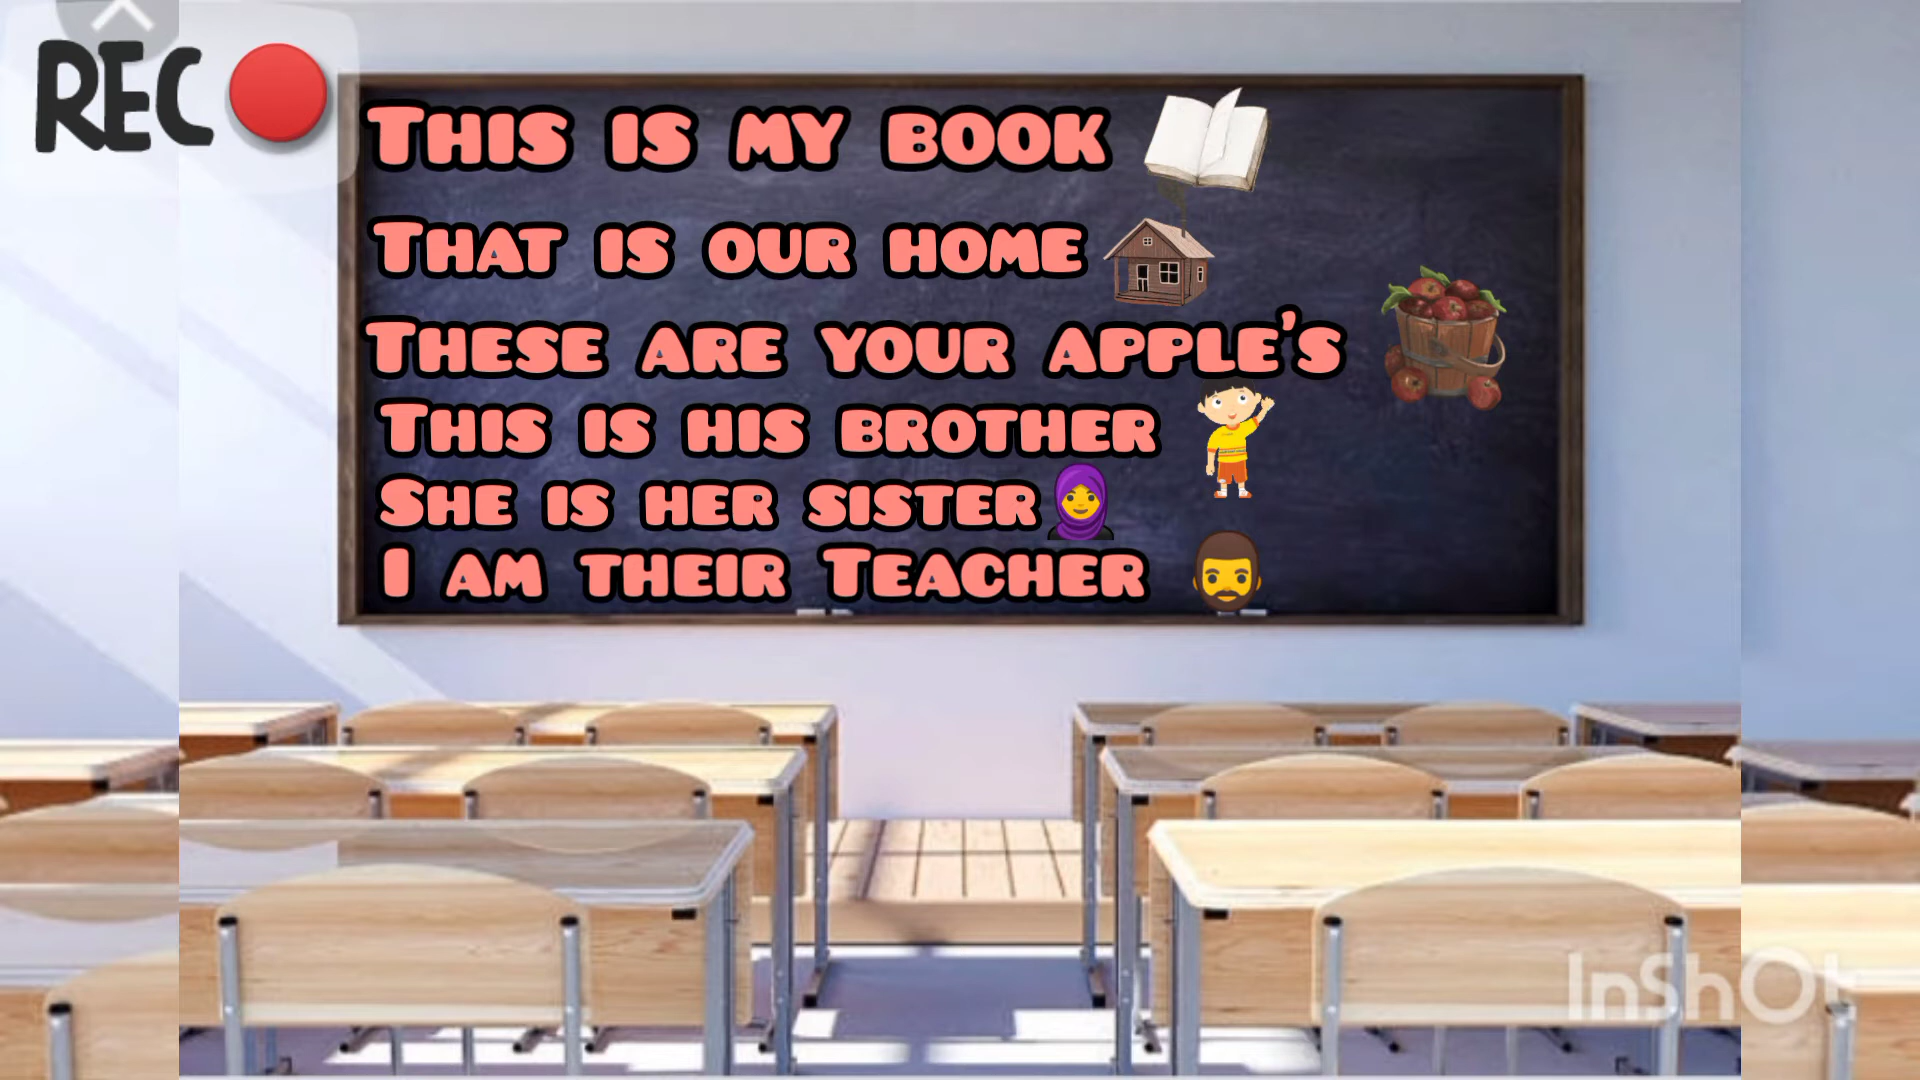 REC
THIS IS MY BOOK
THAT IS OUR HOME
THESE ARE YOUR APPLE'S
THIS IS HIS BROTHER
SHE IS HER SISTER
I AM THEIR TEACHER
InShOt